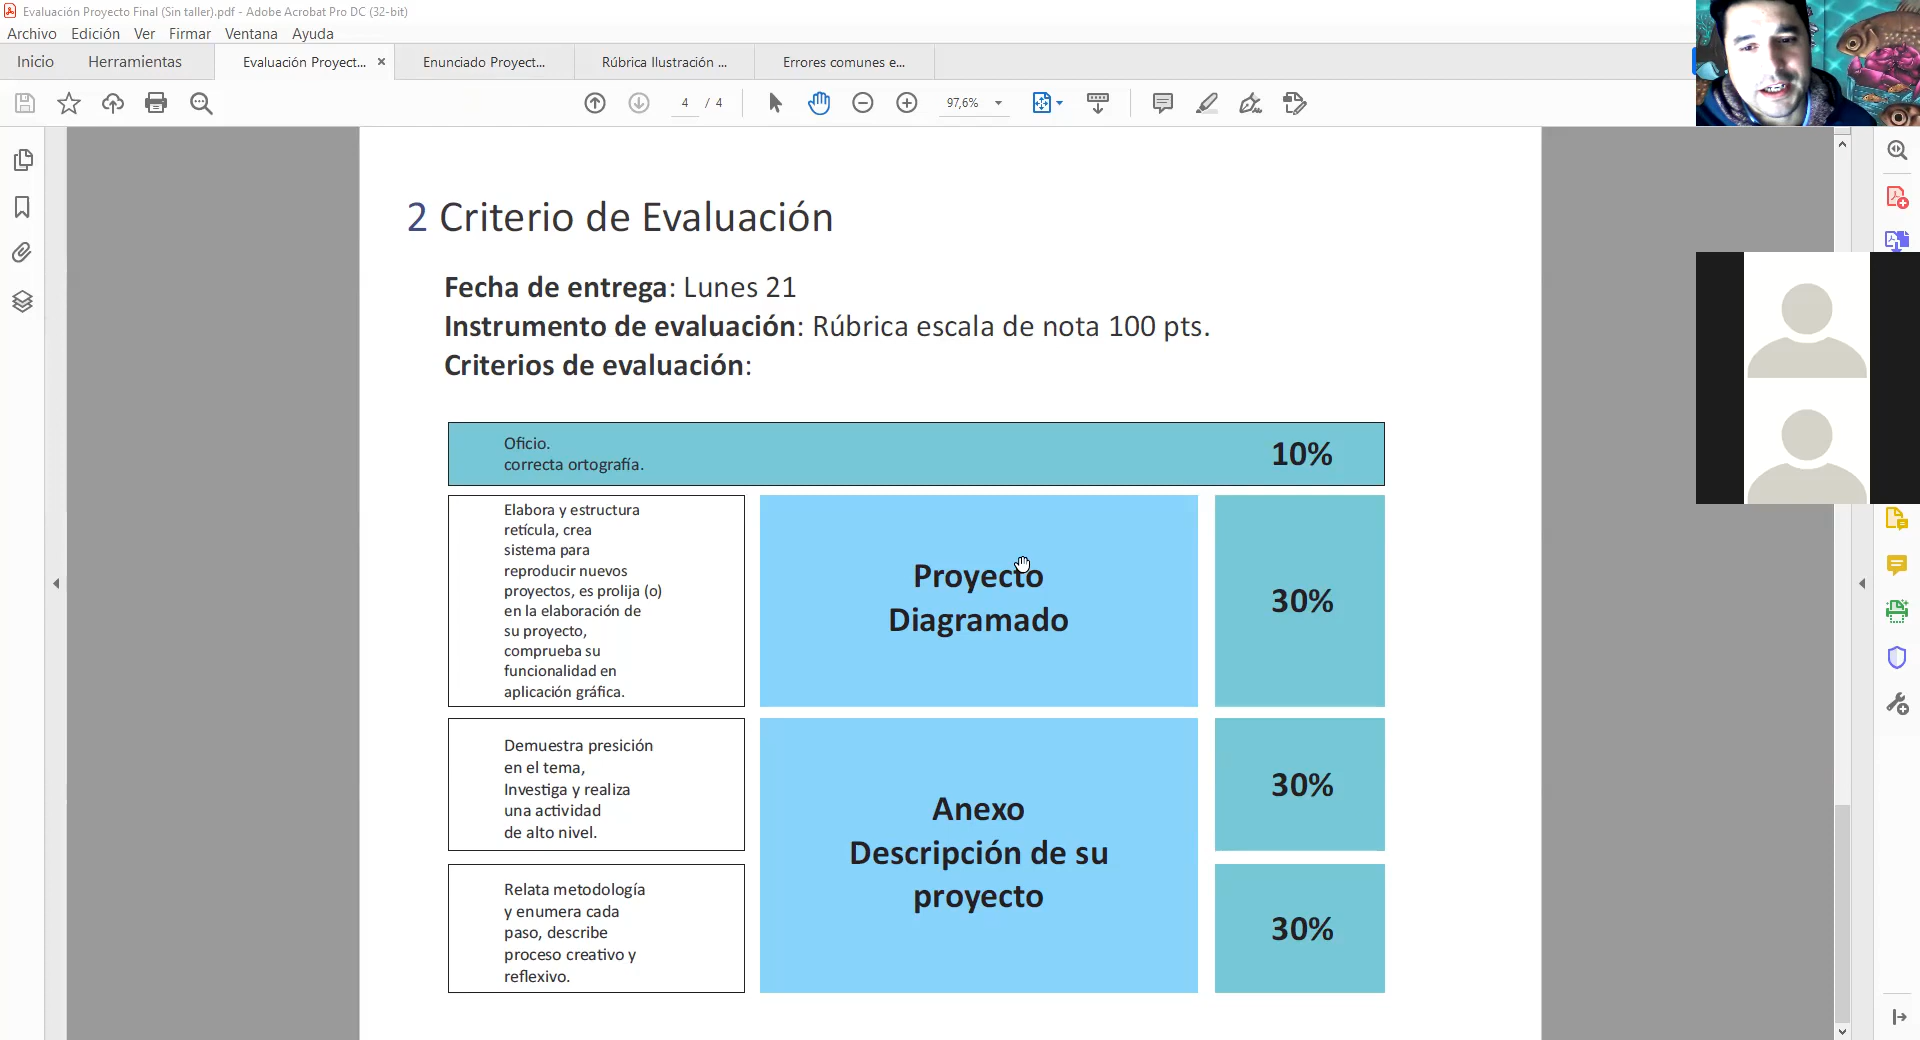 Evaluación Proyecto Final (Sin taller).pdf - Adobe Acrobat Pro DC (32-bit)
Archivo Edición Ver Firmar Ventana Ayuda
Inicio Herramientas Evaluación Proyect... × Enunciado Proyect... Rúbrica Ilustración ... Errores comunes e...
4 / 4 97,6%
2 Criterio de Evaluación
Fecha de entrega: Lunes 21
Instrumento de evaluación: Rúbrica escala de nota 100 pts.
Criterios de evaluación:
Oficio.
correcta ortografía.
10%
Elabora y estructura
retícula, crea
sistema para
reproducir nuevos
proyectos, es prolija (o)
en la elaboración de
su proyecto,
comprueba su
funcionalidad en
aplicación gráfica.
Proyecto
Diagramado
30%
Demuestra presición
en el tema,
Investiga y realiza
una actividad
de alto nivel.
30%
Anexo
Descripción de su
proyecto
Relata metodología
y enumera cada
paso, describe
proceso creativo y
reflexivo.
30%